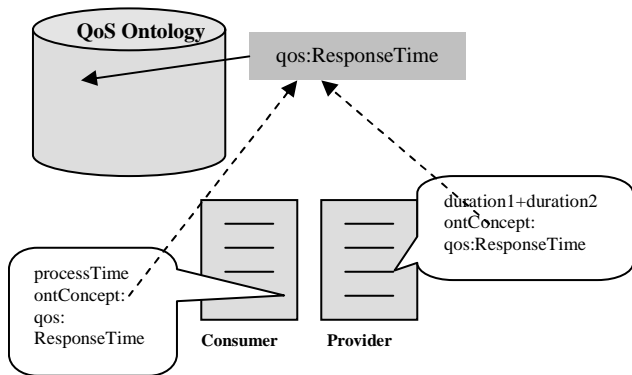 QoS Ontology
qos:ResponseTime
duration1+duration2
ontConcept:
qos:ResponseTime
processTime
ontConcept:
qos:
ResponseTime
Consumer
Provider